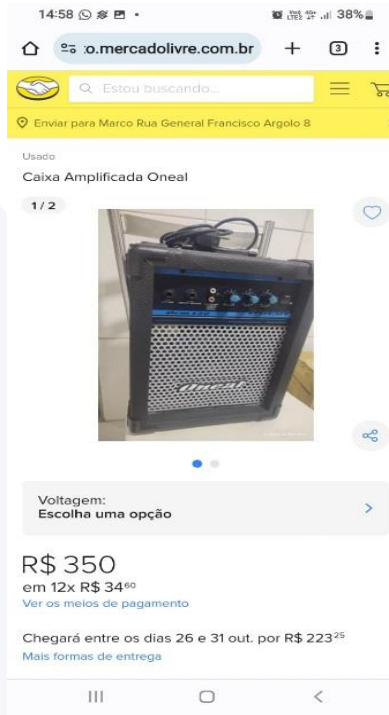 14:58
38%
:o.mercadolivre.com.br
3
Estou buscando...
Enviar para Marco Rua General Francisco Argolo 8
Usado
Caixa Amplificada Oneal
1 / 2
Oneal
Voltagem:
Escolha uma opção
R$ 350
em 12x R$ 34⁶⁰
Ver os meios de pagamento
Chegará entre os dias 26 e 31 out. por R$ 223²⁵
Mais formas de entrega